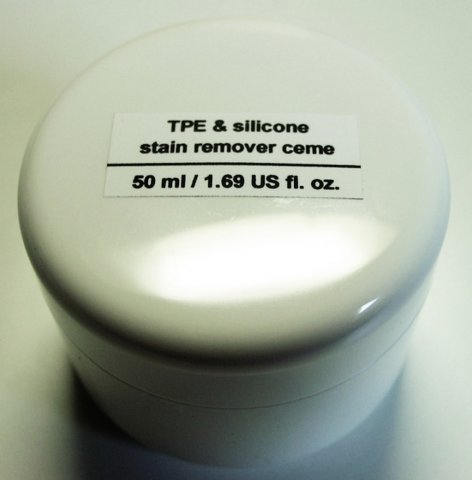 TPE & silicone
stain remover ceme
50 ml / 1.69 US fl. oz.